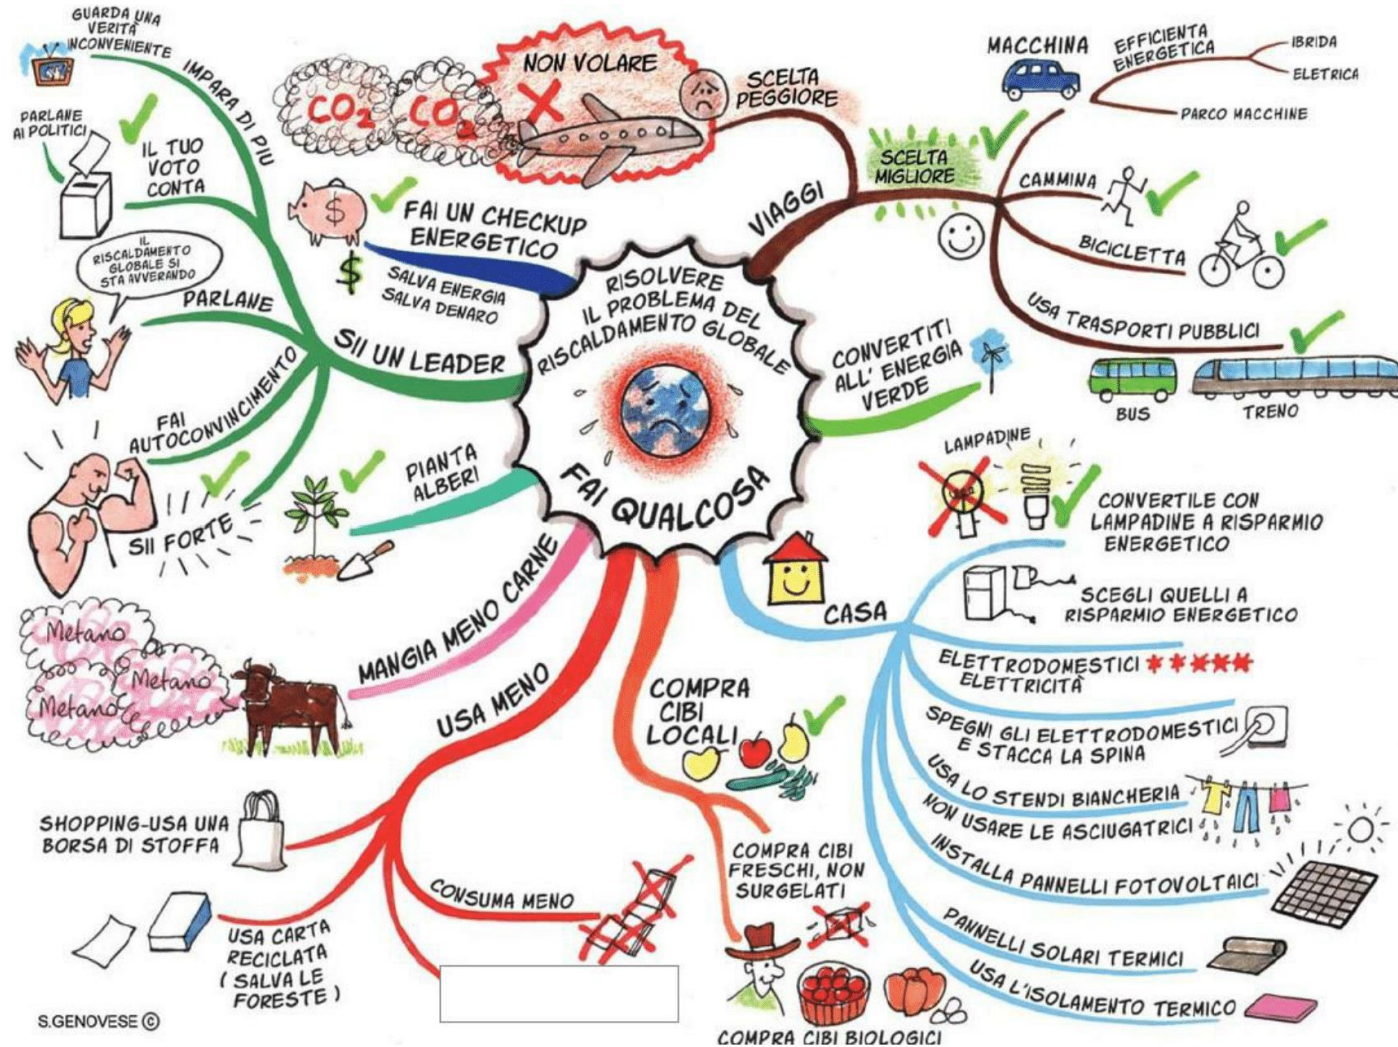 GUARDA UNA
VERITÀ
INCONVENIENTE
IMPARA DI PIU
PARLANE
AI POLITICI
IL TUO
VOTO
CONTA
IL
RISCALDAMENTO
GLOBALE SI
STA AVVERANDO
PARLANE
FAI
AUTOCONVINCIMENTO
SII FORTE
SII UN LEADER
CO2
CO2
NON VOLARE
SCELTA
PEGGIORE
$
$
FAI UN CHECKUP
ENERGETICO
SALVA ENERGIA
SALVA DENARO
VIAGGI
SCELTA
MIGLIORE
MACCHINA
EFFICIENTA
ENERGETICA
IBRIDA
ELETRICA
PARCO MACCHINE
CAMMINA
BICICLETTA
USA TRASPORTI PUBBLICI
BUS
TRENO
RISOLVERE
IL PROBLEMA DEL
RISCALDAMENTO GLOBALE
FAI QUALCOSA
CONVERTITI
ALL' ENERGIA
VERDE
PIANTA
ALBERI
MANGIA MENO CARNE
Metano
Metano
Metano
USA MENO
SHOPPING-USA UNA
BORSA DI STOFFA
USA CARTA
RECICLATA
( SALVA LE
FORESTE )
CONSUMA MENO
COMPRA
CIBI
LOCALI
COMPRA CIBI
FRESCHI, NON
SURGELATI
COMPRA CIBI BIOLOGICI
CASA
LAMPADINE
CONVERTILE CON
LAMPADINE A RISPARMIO
ENERGETICO
SCEGLI QUELLI A
RISPARMIO ENERGETICO
ELETTRODOMESTICI
ELETTRICITÀ
SPEGNI GLI ELETTRODOMESTICI
E STACCA LA SPINA
USA LO STENDI BIANCHERIA
NON USARE LE ASCIUGATRICI
INSTALLA PANNELLI FOTOVOLTAICI
PANNELLI SOLARI TERMICI
USA L'ISOLAMENTO TERMICO
S.GENOVESE ©